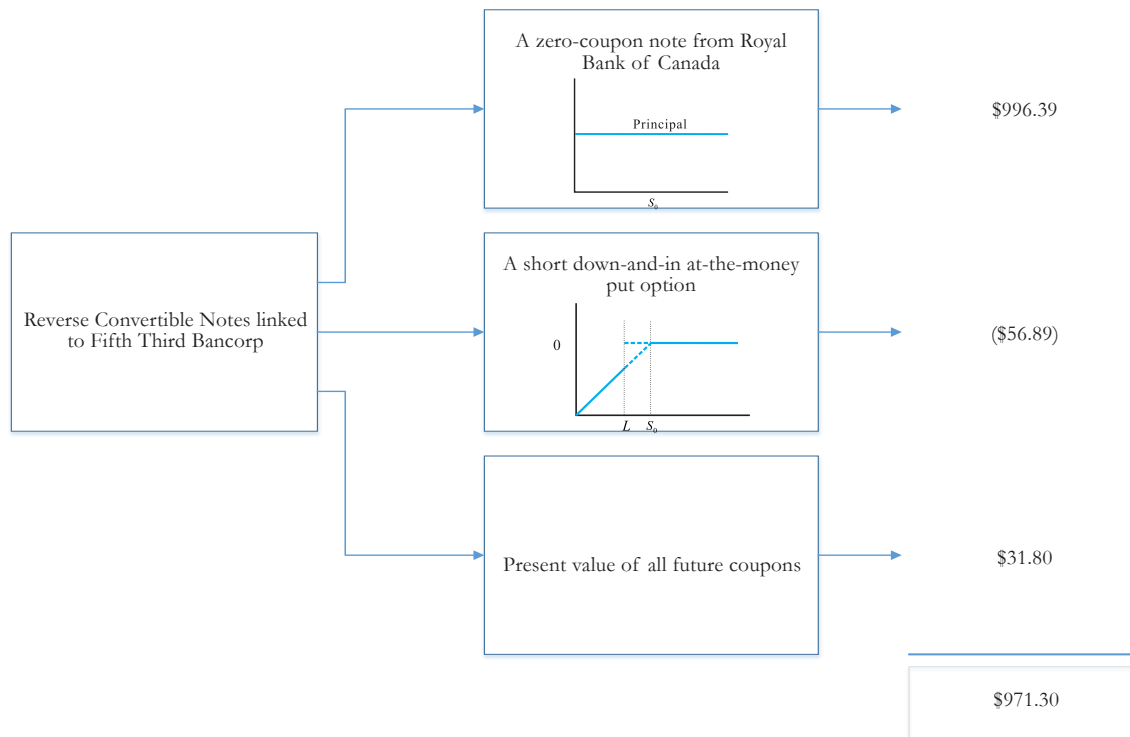 A zero-coupon note from Royal
Bank of Canada
Principal
S₀
$996.39
Reverse Convertible Notes linked
to Fifth Third Bancorp
A short down-and-in at-the-money
put option
0
L
S₀
($56.89)
Present value of all future coupons
$31.80
$971.30